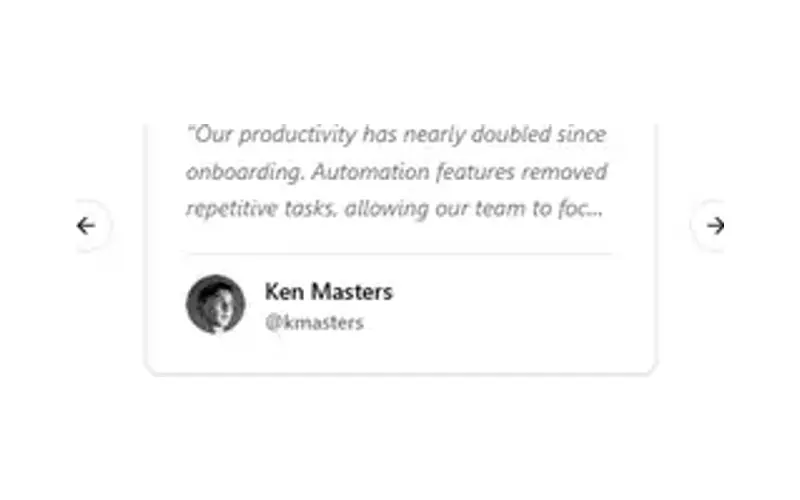 "Our productivity has nearly doubled since
onboarding. Automation features removed
repetitive tasks, allowing our team to foc...
Ken Masters
@kmasters